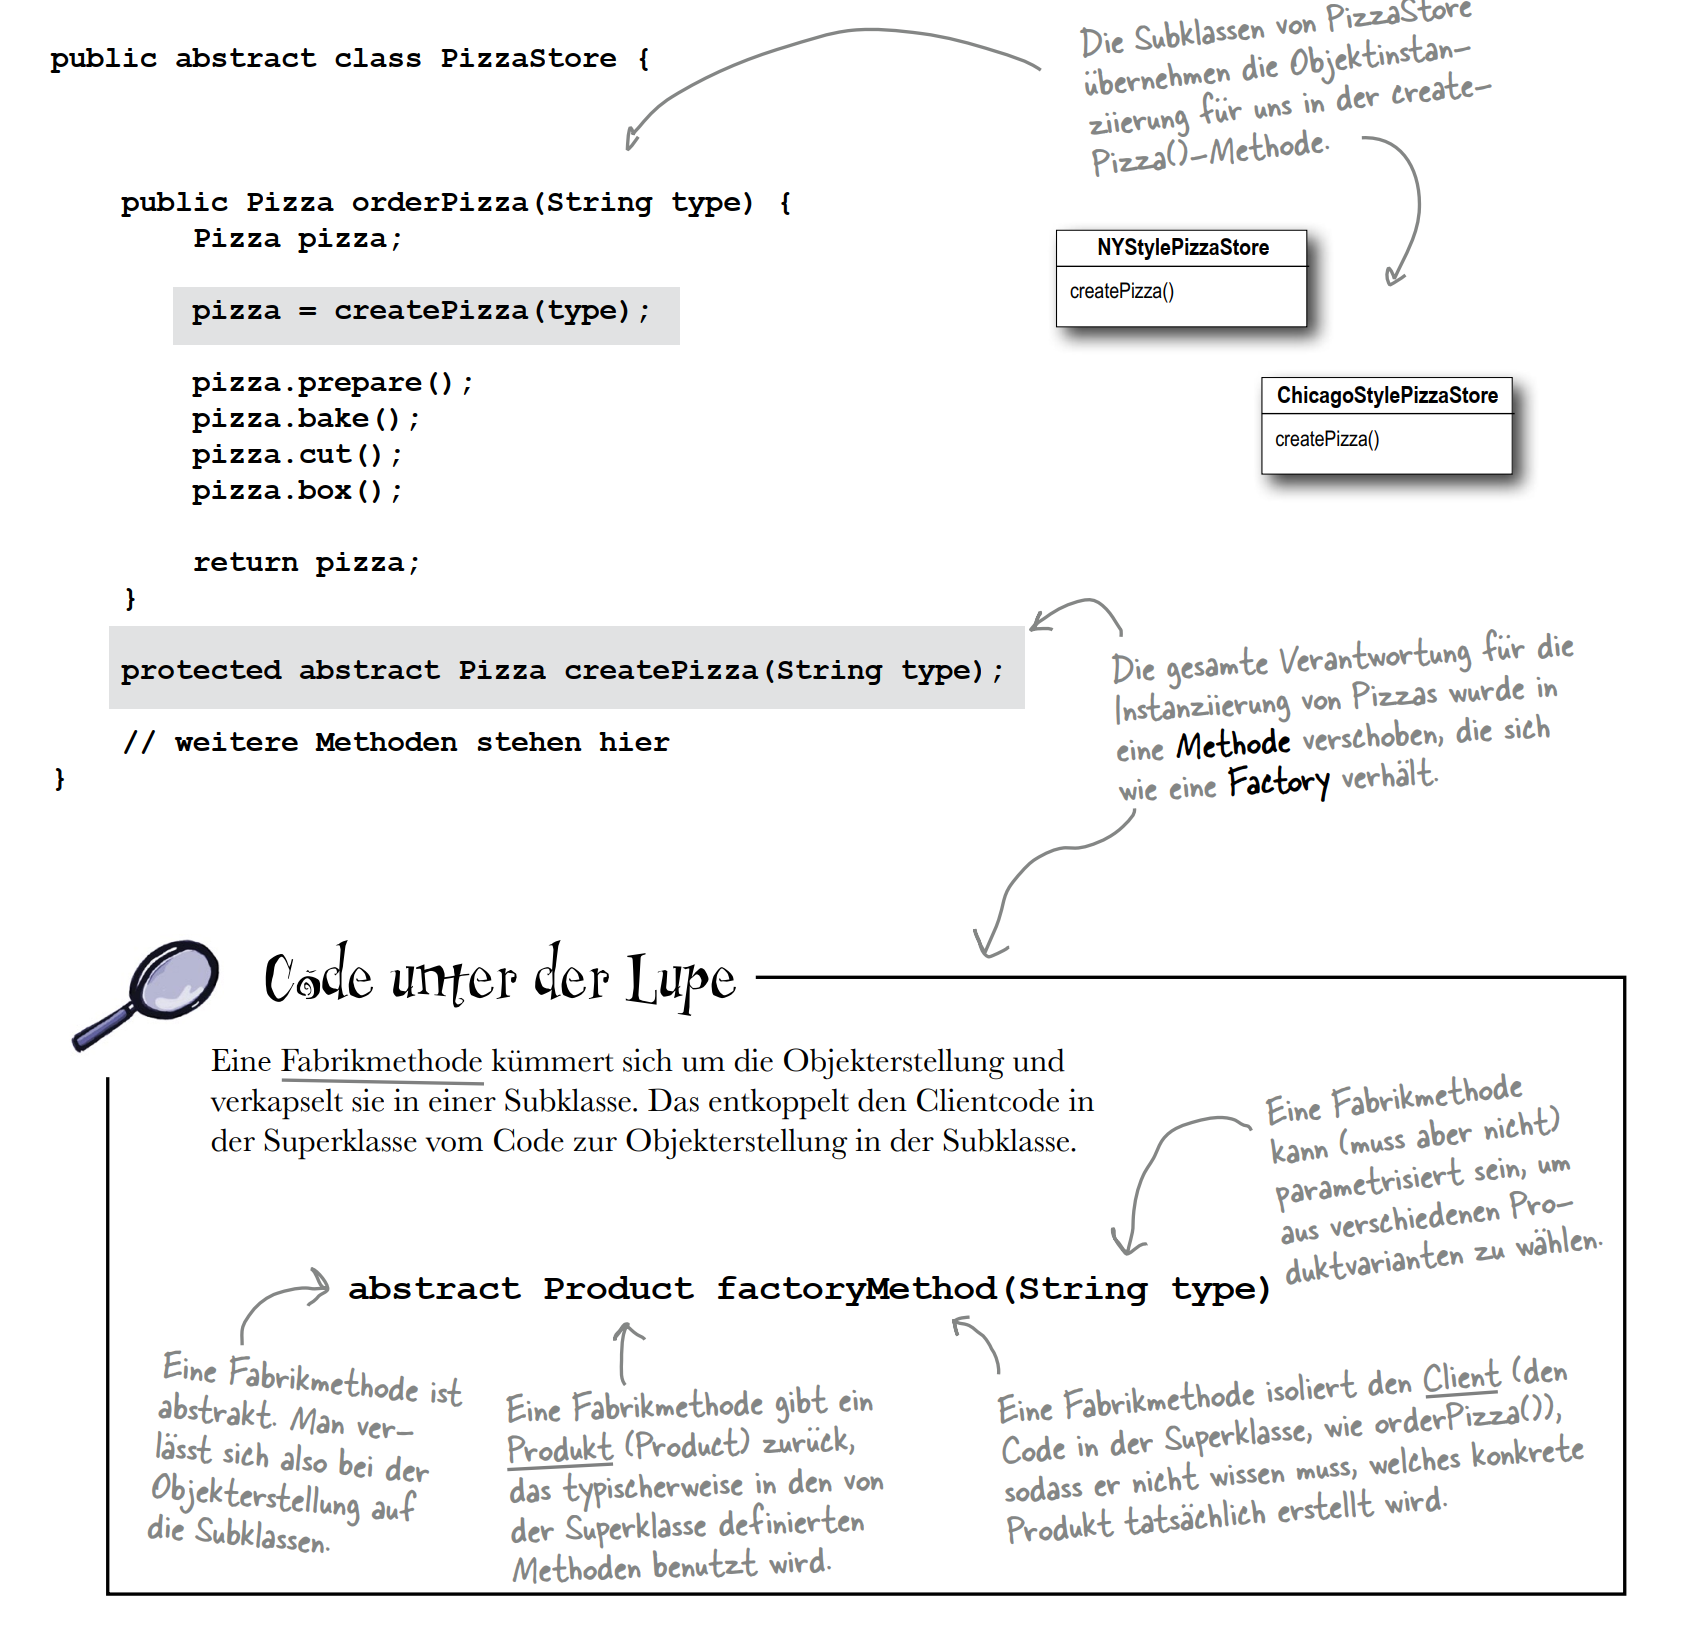 public abstract class PizzaStore {
Die Subklassen von PizzaStore
übernehmen die Objektinstan–
ziierung für uns in der create–
Pizza()–Methode.
public Pizza orderPizza(String type) {
Pizza pizza;
pizza = createPizza(type);
pizza.prepare();
pizza.bake();
pizza.cut();
pizza.box();
return pizza;
}
NYStylePizzaStore
createPizza()
ChicagoStylePizzaStore
createPizza()
protected abstract Pizza createPizza(String type);
// weitere Methoden stehen hier
}
Die gesamte Verantwortung für die
Instanziierung von Pizzas wurde in
eine Methode verschoben, die sich
wie eine Factory verhält.
Code unter der Lupe
Eine Fabrikmethode kümmert sich um die Objekterstellung und
verkapselt sie in einer Subklasse. Das entkoppelt den Clientcode in
der Superklasse vom Code zur Objekterstellung in der Subklasse.
Eine Fabrikmethode
kann (muss aber nicht)
parametrisiert sein, um
aus verschiedenen Pro–
duktvarianten zu wählen.
abstract Product factoryMethod(String type)
Eine Fabrikmethode ist
abstrakt. Man ver–
lässt sich also bei der
Objekterstellung auf
die Subklassen.
Eine Fabrikmethode gibt ein
Produkt (Product) zurück,
das typischerweise in den von
der Superklasse definierten
Methoden benutzt wird.
Eine Fabrikmethode isoliert den Client (den
Code in der Superklasse, wie orderPizza()),
sodass er nicht wissen muss, welches konkrete
Produkt tatsächlich erstellt wird.